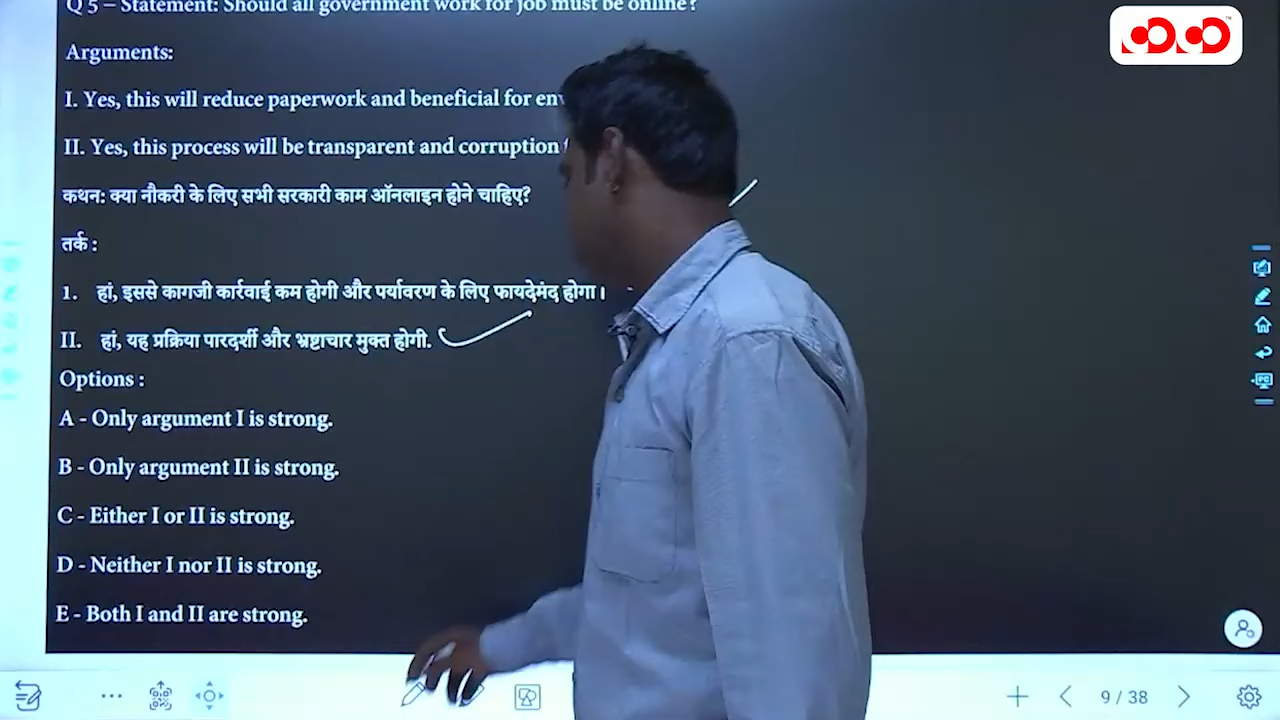 Q 5 – Statement: Should all government work for job must be online?
Arguments:
I. Yes, this will reduce paperwork and beneficial for
II. Yes, this process will be transparent and corruption
कथन: क्या नौकरी के लिए सभी सरकारी काम ऑनलाइन होने चाहिए?
तर्क :
1. हां, इससे कागजी कार्रवाई कम होगी और पर्यावरण के लिए फायदेमंद होगा।
II. हां, यह प्रक्रिया पारदर्शी और भ्रष्टाचार मुक्त होगी.
Options :
A - Only argument I is strong.
B - Only argument II is strong.
C - Either I or II is strong.
D - Neither I nor II is strong.
E - Both I and II are strong.
9 / 38